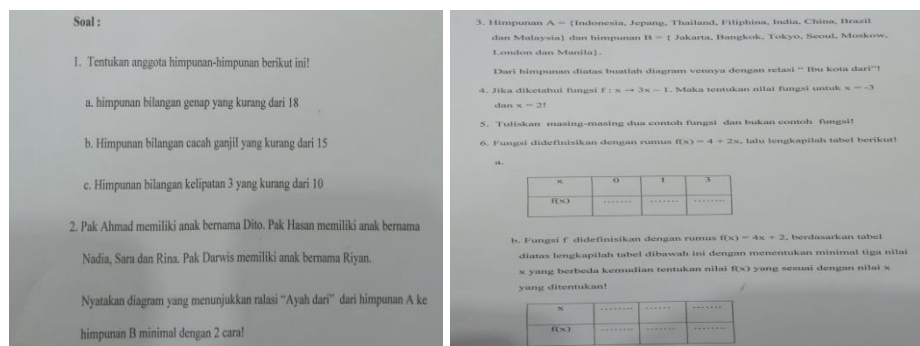 Soal :
1. Tentukan anggota himpunan-himpunan berikut ini!
a. himpunan bilangan genap yang kurang dari 18
b. Himpunan bilangan cacah ganjil yang kurang dari 15
c. Himpunan bilangan kelipatan 3 yang kurang dari 10
2. Pak Ahmad memiliki anak bernama Dito. Pak Hasan memiliki anak bernama
Nadia, Sara dan Rina. Pak Darwis memiliki anak bernama Riyan.
Nyatakan diagram yang menunjukkan ralasi "Ayah dari" dari himpunan A ke
himpunan B minimal dengan 2 cara!
3. Himpunan A = {Indonesia, Jepang, Thailand, Filiphina, India, China, Brazil
dan Malaysia} dan himpunan B = { Jakarta, Bangkok, Tokyo, Seoul, Moskow,
London dan Manila}.
Dari himpunan diatas buatlah diagram vennya dengan relasi " Ibu kota dari"!
4. Jika diketahui fungsi f : x → 3x – 1. Maka tentukan nilai fungsi untuk x = -3
dan x = 2!
5. Tuliskan masing-masing dua contoh fungsi dan bukan contoh fungsi!
6. Fungsi didefinisikan dengan rumus f(x) = 4 + 2x, lalu lengkapilah tabel berikut!
a.
x 0 1 3
f(x) ........ ........ ........
b. Fungsi f didefinisikan dengan rumus f(x) = 4x + 2, berdasarkan tabel
diatas lengkapilah tabel dibawah ini dengan menentukan minimal tiga nilai
x yang berbeda kemudian tentukan nilai f(x) yang sesuai dengan nilai x
yang ditentukan!
x ........ ........ ........
f(x) ........ ........ ........